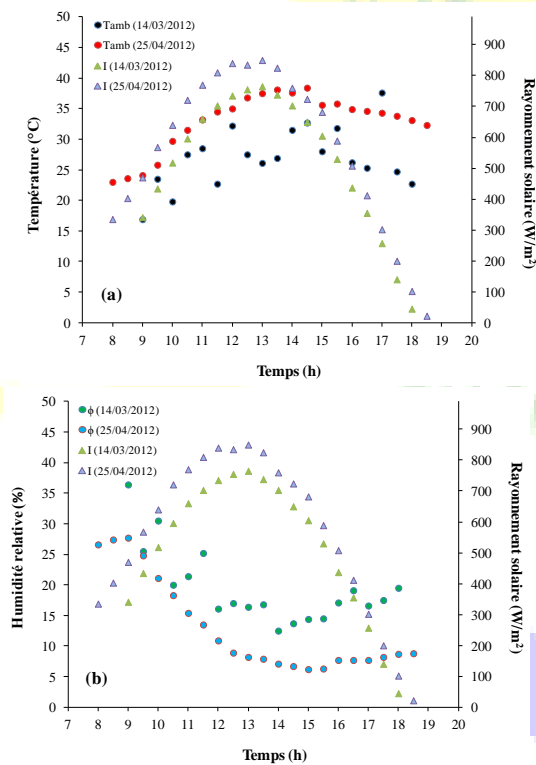 50
45
40
35
30
25
20
15
10
5
0
Température (°C)
Tamb (14/03/2012)
Tamb (25/04/2012)
I (14/03/2012)
I (25/04/2012)
(a)
900
800
700
600
500
400
300
200
100
0
Rayonnement solaire (W/m²)
7 8 9 10 11 12 13 14 15 16 17 18 19 20
Temps (h)
50
45
40
35
30
25
20
15
10
5
0
Humidité relative (%)
ϕ (14/03/2012)
ϕ (25/04/2012)
I (14/03/2012)
I (25/04/2012)
(b)
900
800
700
600
500
400
300
200
100
0
Rayonnement solaire (W/m²)
7 8 9 10 11 12 13 14 15 16 17 18 19 20
Temps (h)